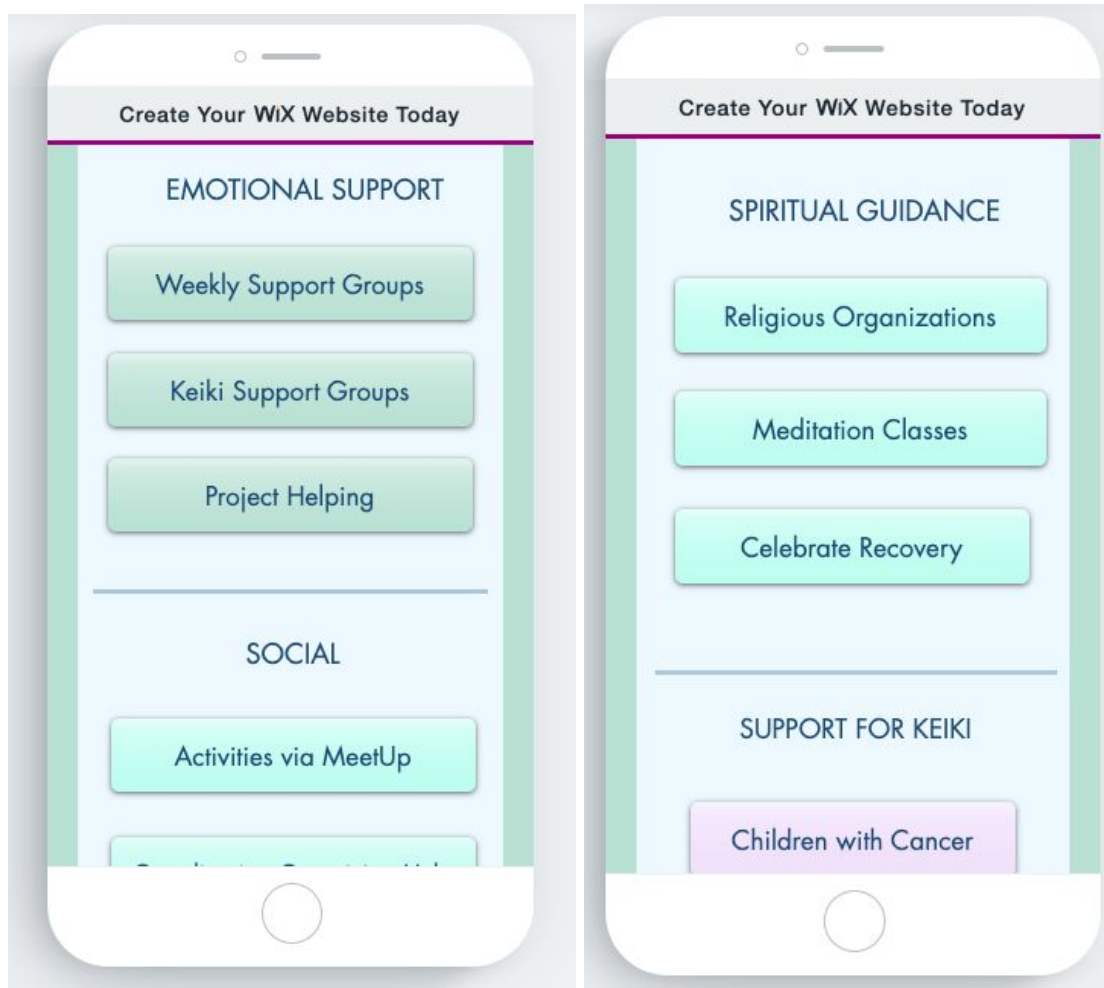 Create Your WiX Website Today
EMOTIONAL SUPPORT
Weekly Support Groups
Keiki Support Groups
Project Helping
SOCIAL
Activities via MeetUp
Create Your WiX Website Today
SPIRITUAL GUIDANCE
Religious Organizations
Meditation Classes
Celebrate Recovery
SUPPORT FOR KEIKI
Children with Cancer